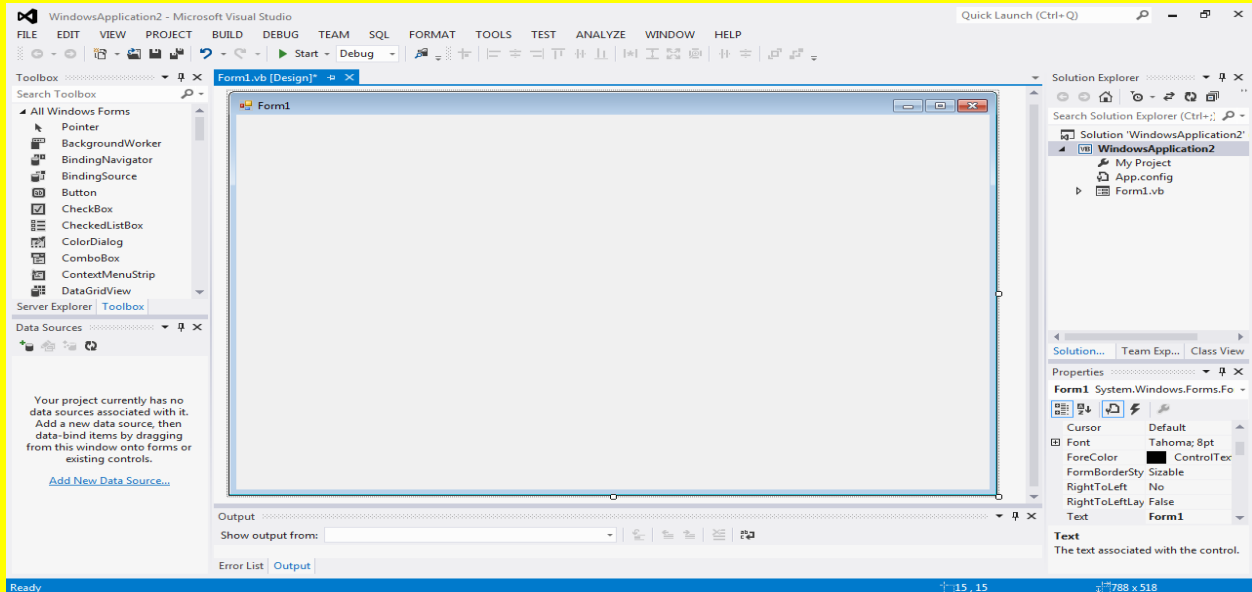 WindowsApplication2 - Microsoft Visual Studio
Quick Launch (Ctrl+Q)
FILE EDIT VIEW PROJECT BUILD DEBUG TEAM SQL FORMAT TOOLS TEST ANALYZE WINDOW HELP
Start Debug
Toolbox
Search Toolbox
All Windows Forms
Pointer
BackgroundWorker
BindingNavigator
BindingSource
Button
CheckBox
CheckedListBox
ColorDialog
ComboBox
ContextMenuStrip
DataGridView
Server Explorer Toolbox
Data Sources
Your project currently has no
data sources associated with it.
Add a new data source, then
data-bind items by dragging
from this window onto forms or
existing controls.
Add New Data Source...
Form1.vb [Design]*
Form1
Output
Show output from:
Error List Output
Solution Explorer
Search Solution Explorer (Ctrl+;)
Solution 'WindowsApplication2'
VB WindowsApplication2
My Project
App.config
Form1.vb
Solution... Team Exp... Class View
Properties
Form1 System.Windows.Forms.Fo
Cursor Default
Font Tahoma; 8pt
ForeColor ControlTex
FormBorderSty Sizable
RightToLeft No
RightToLeftLay False
Text Form1
Text
The text associated with the control.
Ready
15 , 15
788 x 518